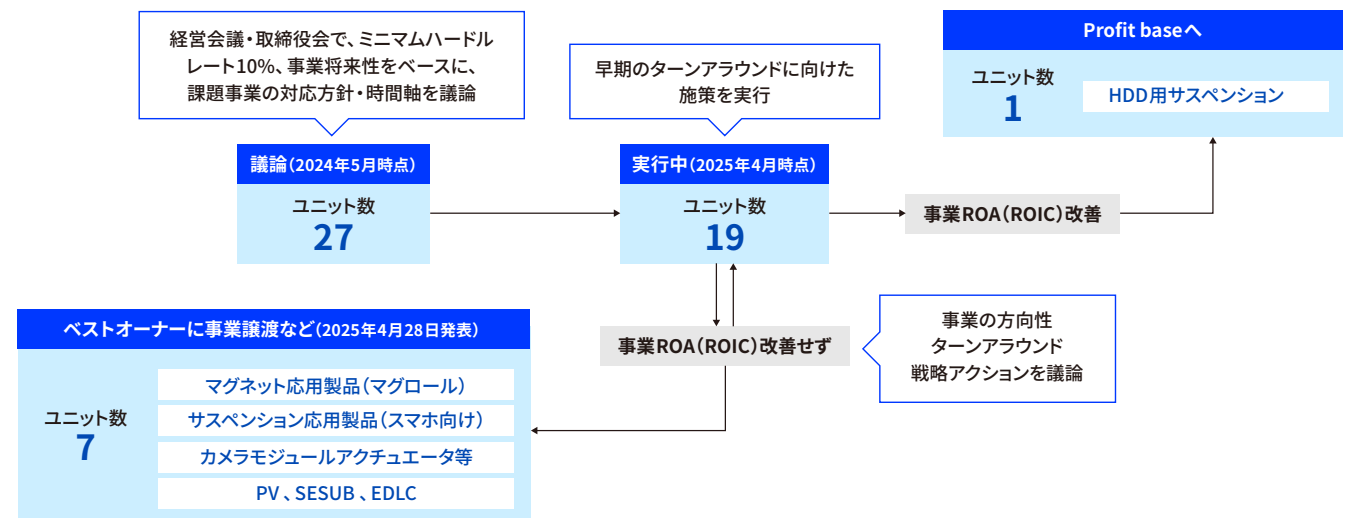 経営会議・取締役会で、ミニマムハードル
レート10%、事業将来性をベースに、
課題事業の対応方針・時間軸を議論
早期のターンアラウンドに向けた
施策を実行
Profit baseへ
ユニット数
1
HDD用サスペンション
議論(2024年5月時点)
ユニット数
27
実行中(2025年4月時点)
ユニット数
19
事業ROA(ROIC)改善
ベストオーナーに事業譲渡など(2025年4月28日発表)
ユニット数
7
マグネット応用製品(マグロール)
サスペンション応用製品(スマホ向け)
カメラモジュールアクチュエータ等
PV、SESUB、EDLC
事業ROA(ROIC)改善せず
事業の方向性
ターンアラウンド
戦略アクションを議論